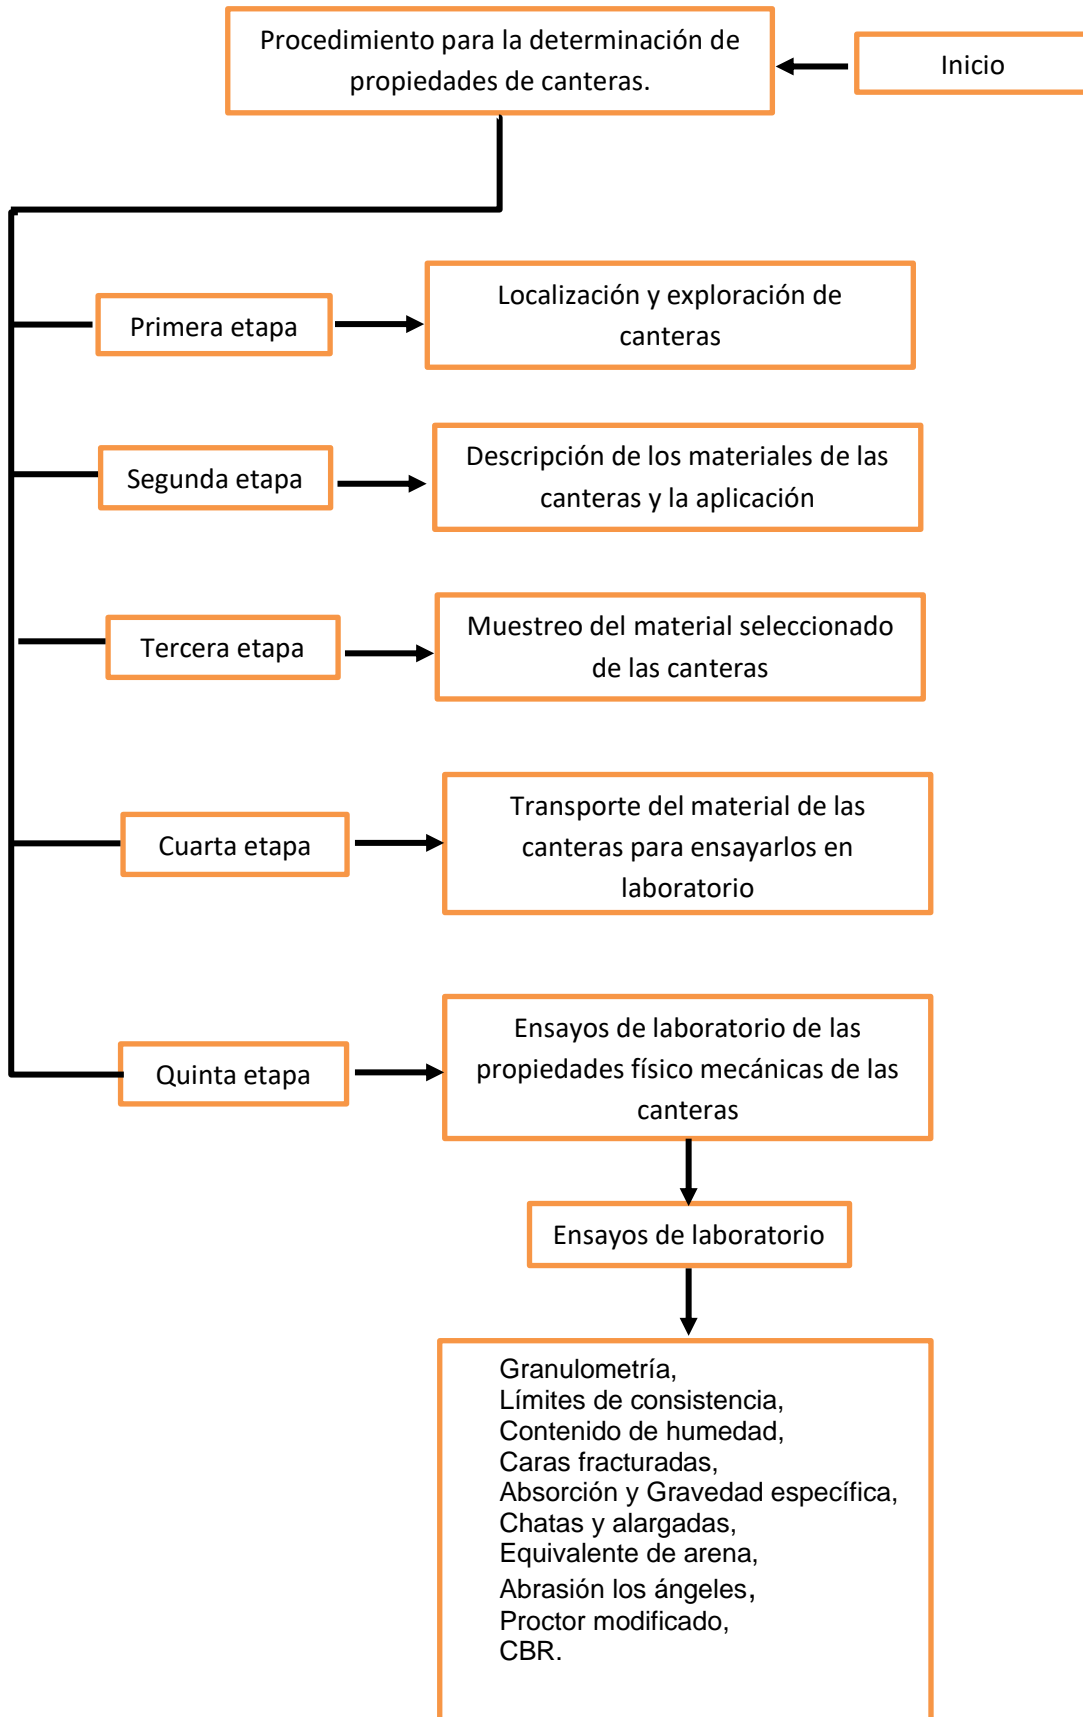 Procedimiento para la determinación de
propiedades de canteras.
Inicio
Primera etapa
Localización y exploración de
canteras
Segunda etapa
Descripción de los materiales de las
canteras y la aplicación
Tercera etapa
Muestreo del material seleccionado
de las canteras
Cuarta etapa
Transporte del material de las
canteras para ensayarlos en
laboratorio
Quinta etapa
Ensayos de laboratorio de las
propiedades físico mecánicas de las
canteras
Ensayos de laboratorio
Granulometría,
Límites de consistencia,
Contenido de humedad,
Caras fracturadas,
Absorción y Gravedad específica,
Chatas y alargadas,
Equivalente de arena,
Abrasión los ángeles,
Proctor modificado,
CBR.